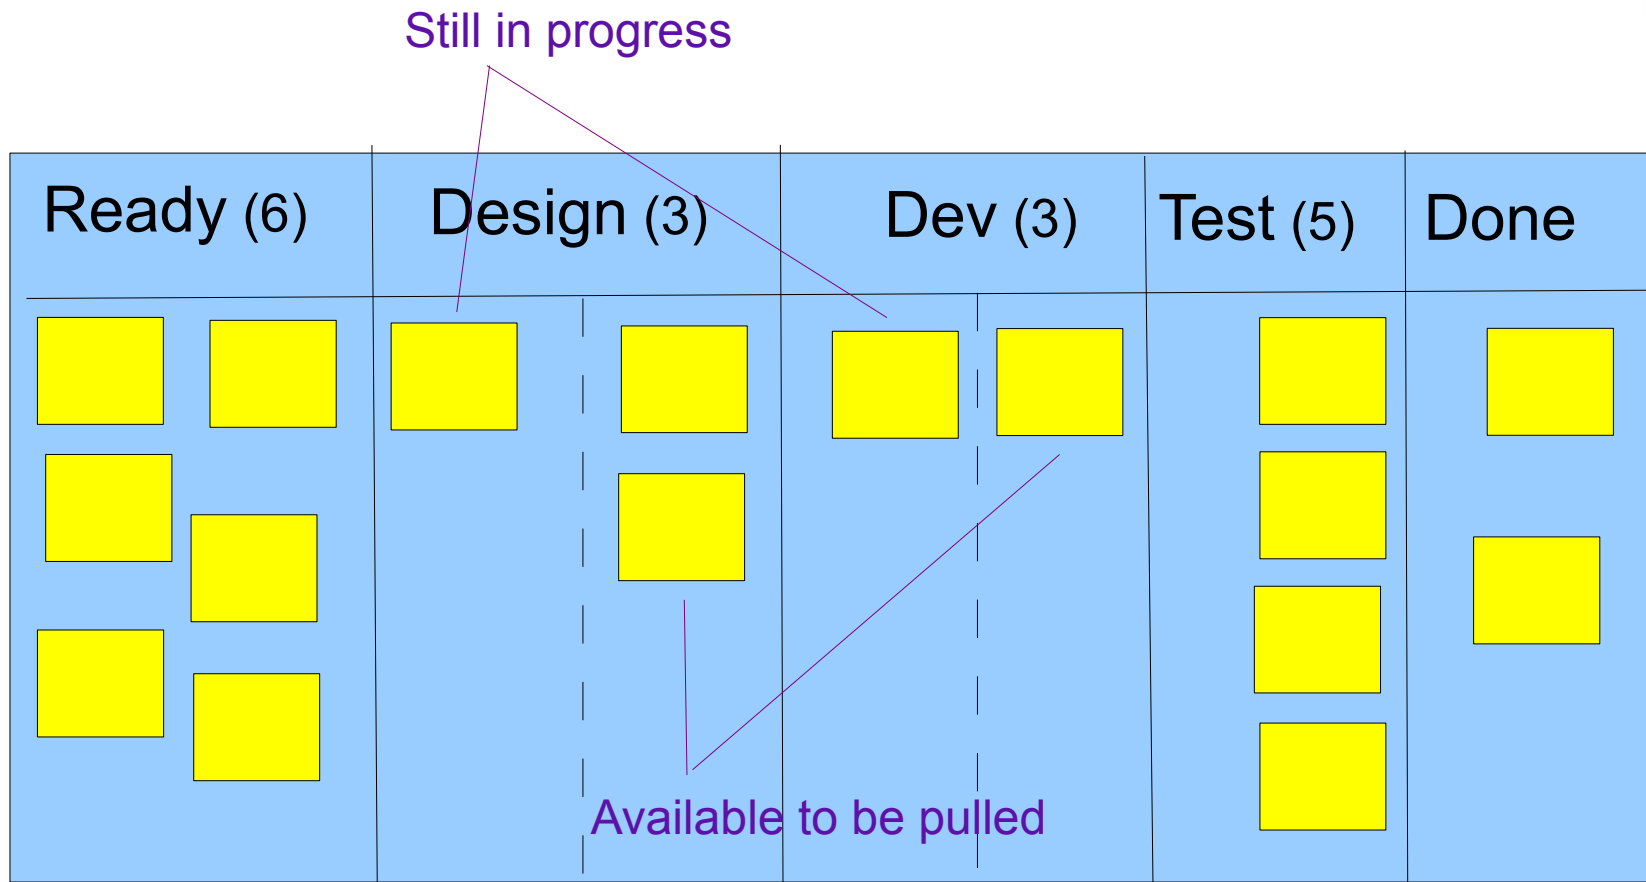 Still in progress
Ready (6)
Design (3)
Dev (3)
Test (5)
Done
Available to be pulled